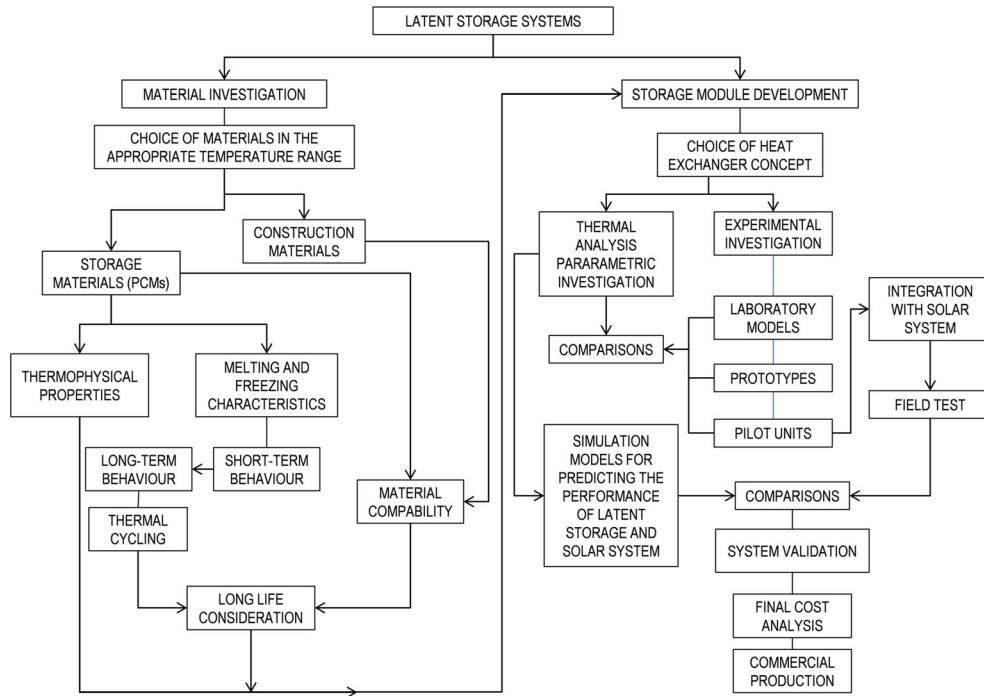 LATENT STORAGE SYSTEMS
MATERIAL INVESTIGATION
CHOICE OF MATERIALS IN THE
APPROPRIATE TEMPERATURE RANGE
CONSTRUCTION
MATERIALS
STORAGE
MATERIALS (PCMs)
THERMOPHYSICAL
PROPERTIES
MELTING AND
FREEZING
CHARACTERISTICS
LONG-TERM
BEHAVIOUR
SHORT-TERM
BEHAVIOUR
THERMAL
CYCLING
MATERIAL
COMPABILITY
LONG LIFE
CONSIDERATION
STORAGE MODULE DEVELOPMENT
CHOICE OF HEAT
EXCHANGER CONCEPT
THERMAL
ANALYSIS
PARARAMETRIC
INVESTIGATION
EXPERIMENTAL
INVESTIGATION
LABORATORY
MODELS
COMPARISONS
PROTOTYPES
PILOT UNITS
INTEGRATION
WITH SOLAR
SYSTEM
FIELD TEST
SIMULATION
MODELS FOR
PREDICTING THE
PERFORMANCE
OF LATENT
STORAGE AND
SOLAR SYSTEM
COMPARISONS
SYSTEM VALIDATION
FINAL COST
ANALYSIS
COMMERCIAL
PRODUCTION